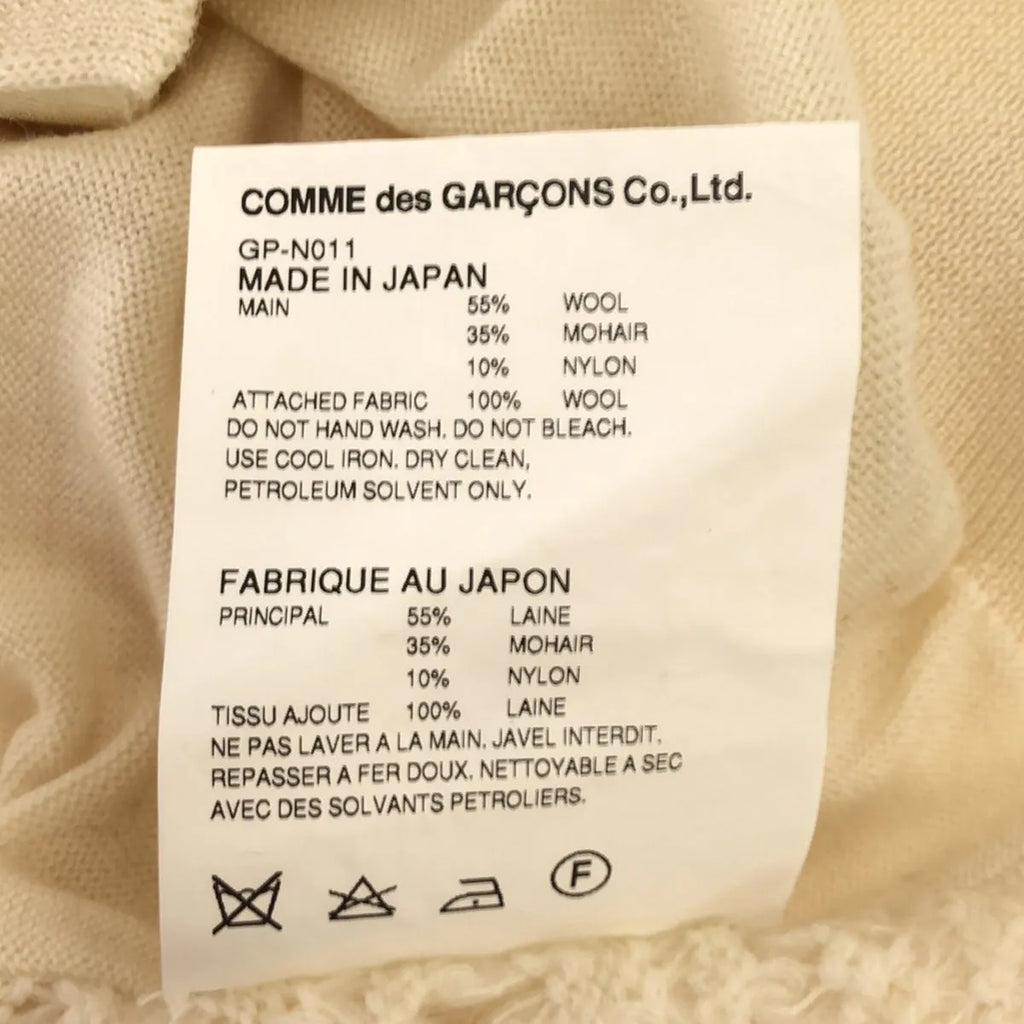 COMME des GARÇONS Co.,Ltd.
GP-N011
MADE IN JAPAN
MAIN 55% WOOL
35% MOHAIR
10% NYLON
ATTACHED FABRIC 100% WOOL
DO NOT HAND WASH. DO NOT BLEACH.
USE COOL IRON. DRY CLEAN,
PETROLEUM SOLVENT ONLY.
FABRIQUE AU JAPON
PRINCIPAL 55% LAINE
35% MOHAIR
10% NYLON
TISSU AJOUTE 100% LAINE
NE PAS LAVER A LA MAIN. JAVEL INTERDIT.
REPASSER A FER DOUX. NETTOYABLE A SEC
AVEC DES SOLVANTS PETROLIERS.
F